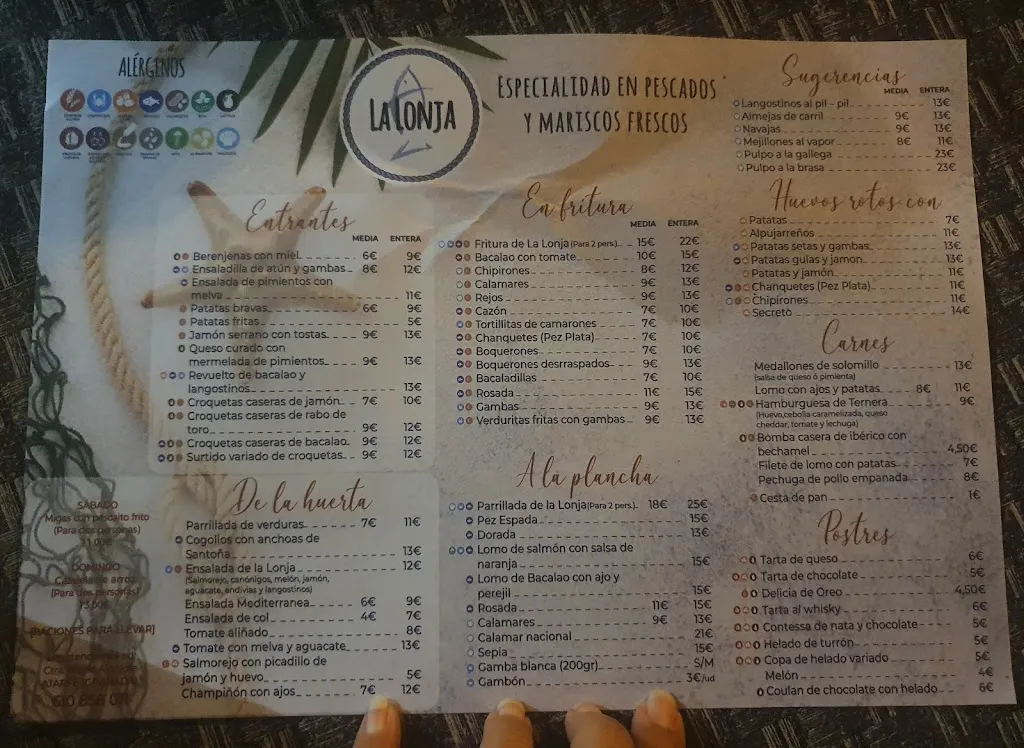 ALÉRGENOS
LA LONJA
ESPECIALIDAD EN PESCADOS
Y MARISCOS FRESCOS
Sugerencias
MEDIA ENTERA
Langostinos al pil - pil 13€
Almejas de carril 9€ 13€
Navajas 9€ 13€
Mejillones al vapor 8€ 11€
Pulpo a la gallega 23€
Pulpo a la brasa 23€
Entrantes
MEDIA ENTERA
Berenjenas con miel 6€ 9€
Ensaladilla de atún y gambas 8€ 12€
Ensaladilla de pimientos con
melva 11€
Patatas bravas 6€ 9€
Patatas fritas 5€
Jamón serrano con tostas 9€ 13€
Queso curado con
mermelada de pimientos 9€ 13€
Revuelto de bacalao y
langostinos 13€
Croquetas caseras de jamón 7€ 10€
Croquetas caseras de rabo de
toro 9€ 12€
Croquetas caseras de bacalao 9€ 12€
Surtido variado de croquetas 9€ 12€
En fritura
MEDIA ENTERA
Fritura de La Lonja (Para 2 pers.) 15€ 22€
Bacalao con tomate 10€ 15€
Chipirones 8€ 12€
Calamares 9€ 13€
Rejos 9€ 13€
Cazón 7€ 10€
Tortillitas de camarones 7€ 10€
Chanquetes (Pez Plata) 7€ 10€
Boquerones 7€ 10€
Boquerones desrraspados 9€ 13€
Bacaladillas 7€ 10€
Rosada 11€ 15€
Gambas 9€ 13€
Verduritas fritas con gambas 9€ 13€
Huevos rotos con
Patatas 7€
Alpujarreños 11€
Patatas setas y gambas 13€
Patatas gulas y jamon 13€
Patatas y jamón 11€
Chanquetes (Pez Plata) 11€
Chipirones 11€
Secreto 14€
Carnes
Medallones de solomillo 13€
(salsa de queso ó pimienta)
Lomo con ajos y patatas 8€ 11€
Hamburguesa de Ternera 9€
(Huevo,cebolla caramelizada, queso
cheddar, tomate y lechuga)
Bomba casera de ibérico con
bechamel 4,50€
Filete de lomo con patatas 7€
Pechuga de pollo empanada 8€
Cesta de pan 1€
De la huerta
Parrillada de verduras 7€ 11€
Cogollos con anchoas de
Santoña 13€
Ensalada de la Lonja 12€
(Salmorejo, canónigos, melón, jamón,
aguacate, endivias y langostinos)
Ensalada Mediterranea 6€ 9€
Ensalada de col 4€ 7€
Tomate aliñado 8€
Tomate con melva y aguacate 13€
Salmorejo con picadillo de
jamón y huevo 5€
Champiñón con ajos 7€ 12€
A la plancha
Parrillada de la Lonja (Para 2 pers.) 18€ 25€
Pez Espada 15€
Dorada 13€
Lomo de salmón con salsa de
naranja 15€
Lomo de Bacalao con ajo y
perejil 15€
Rosada 11€ 15€
Calamares 9€ 13€
Calamar nacional 21€
Sepia 15€
Gamba blanca (200gr) S/M
Gambón 3€/ud
Postres
Tarta de queso 6€
Tarta de chocolate 5€
Delicia de Oreo 4,50€
Tarta al whisky 6€
Contessa de nata y chocolate 5€
Helado de turrón 5€
Copa de helado variado 5€
Melón 4€
Coulan de chocolate con helado 6€
SÁBADO
Migas con pescaito frito
(Para dos personas)
DOMINGO
(Para dos personas)
13,50€
(RACIONES PARA LLEVAR)